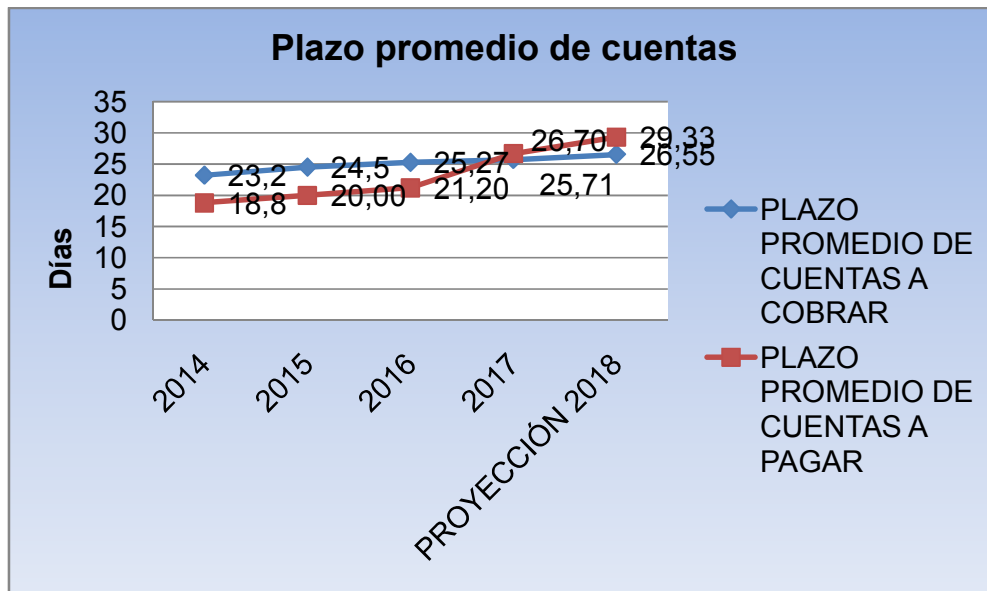 Plazo promedio de cuentas
Días
35
30
25
20
15
10
5
0
23,2
24,5
25,27
25,71
26,55
18,8
20,00
21,20
26,70
29,33
2014
2015
2016
2017
PROYECCIÓN 2018
PLAZO
PROMEDIO DE
CUENTAS A
COBRAR
PLAZO
PROMEDIO DE
CUENTAS A
PAGAR